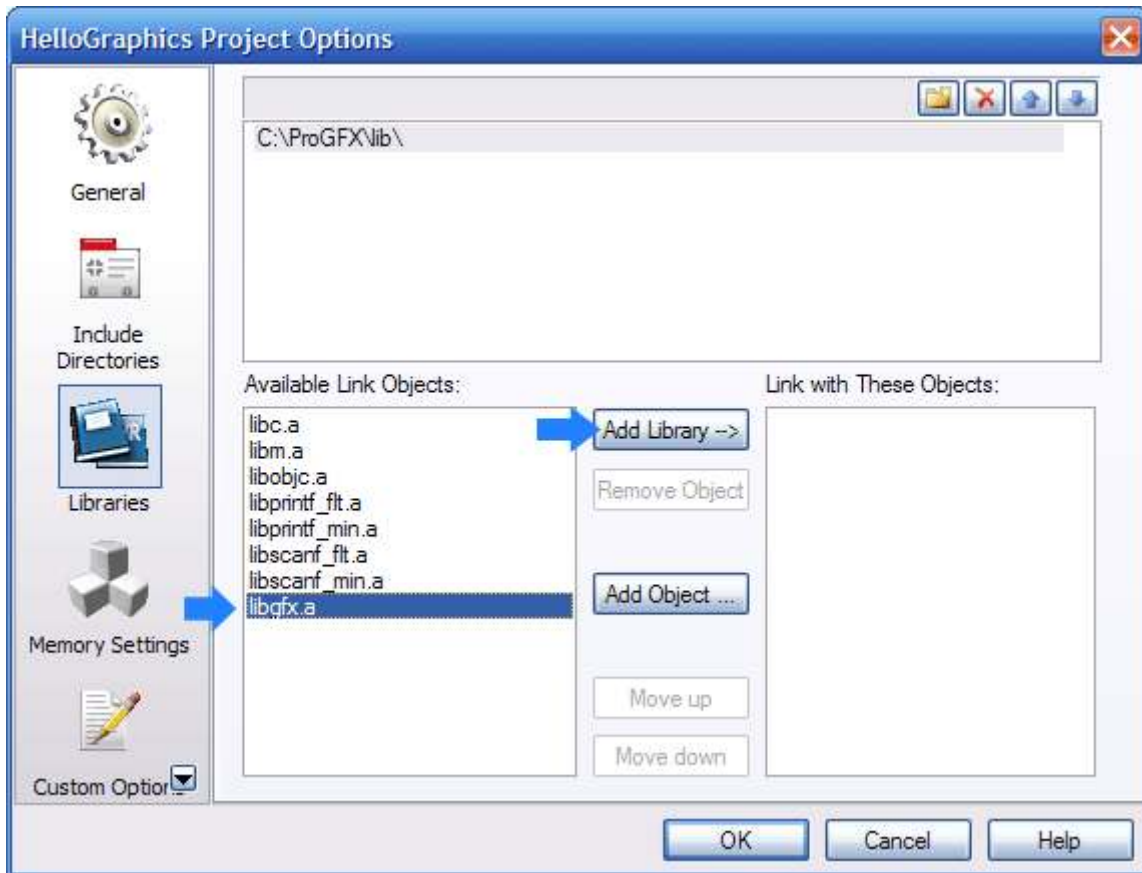 HelloGraphics Project Options
General
Include
Directories
Libraries
Memory Settings
Custom Option
C:\ProGFX\lib\
Available Link Objects:
libc.a
libm.a
libobjc.a
libprintf_flt.a
libprintf_min.a
libscanf_flt.a
libscanf_min.a
libgfx.a
Add Library -->
Remove Object
Add Object ...
Move up
Move down
Link with These Objects:
OK
Cancel
Help